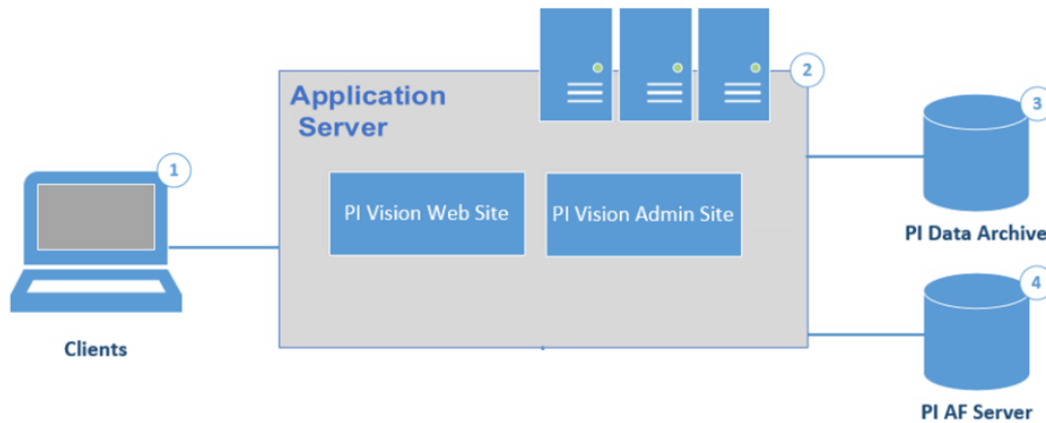 Application
Server
2
3
1
PI Vision Web Site
PI Vision Admin Site
PI Data Archive
4
Clients
PI AF Server